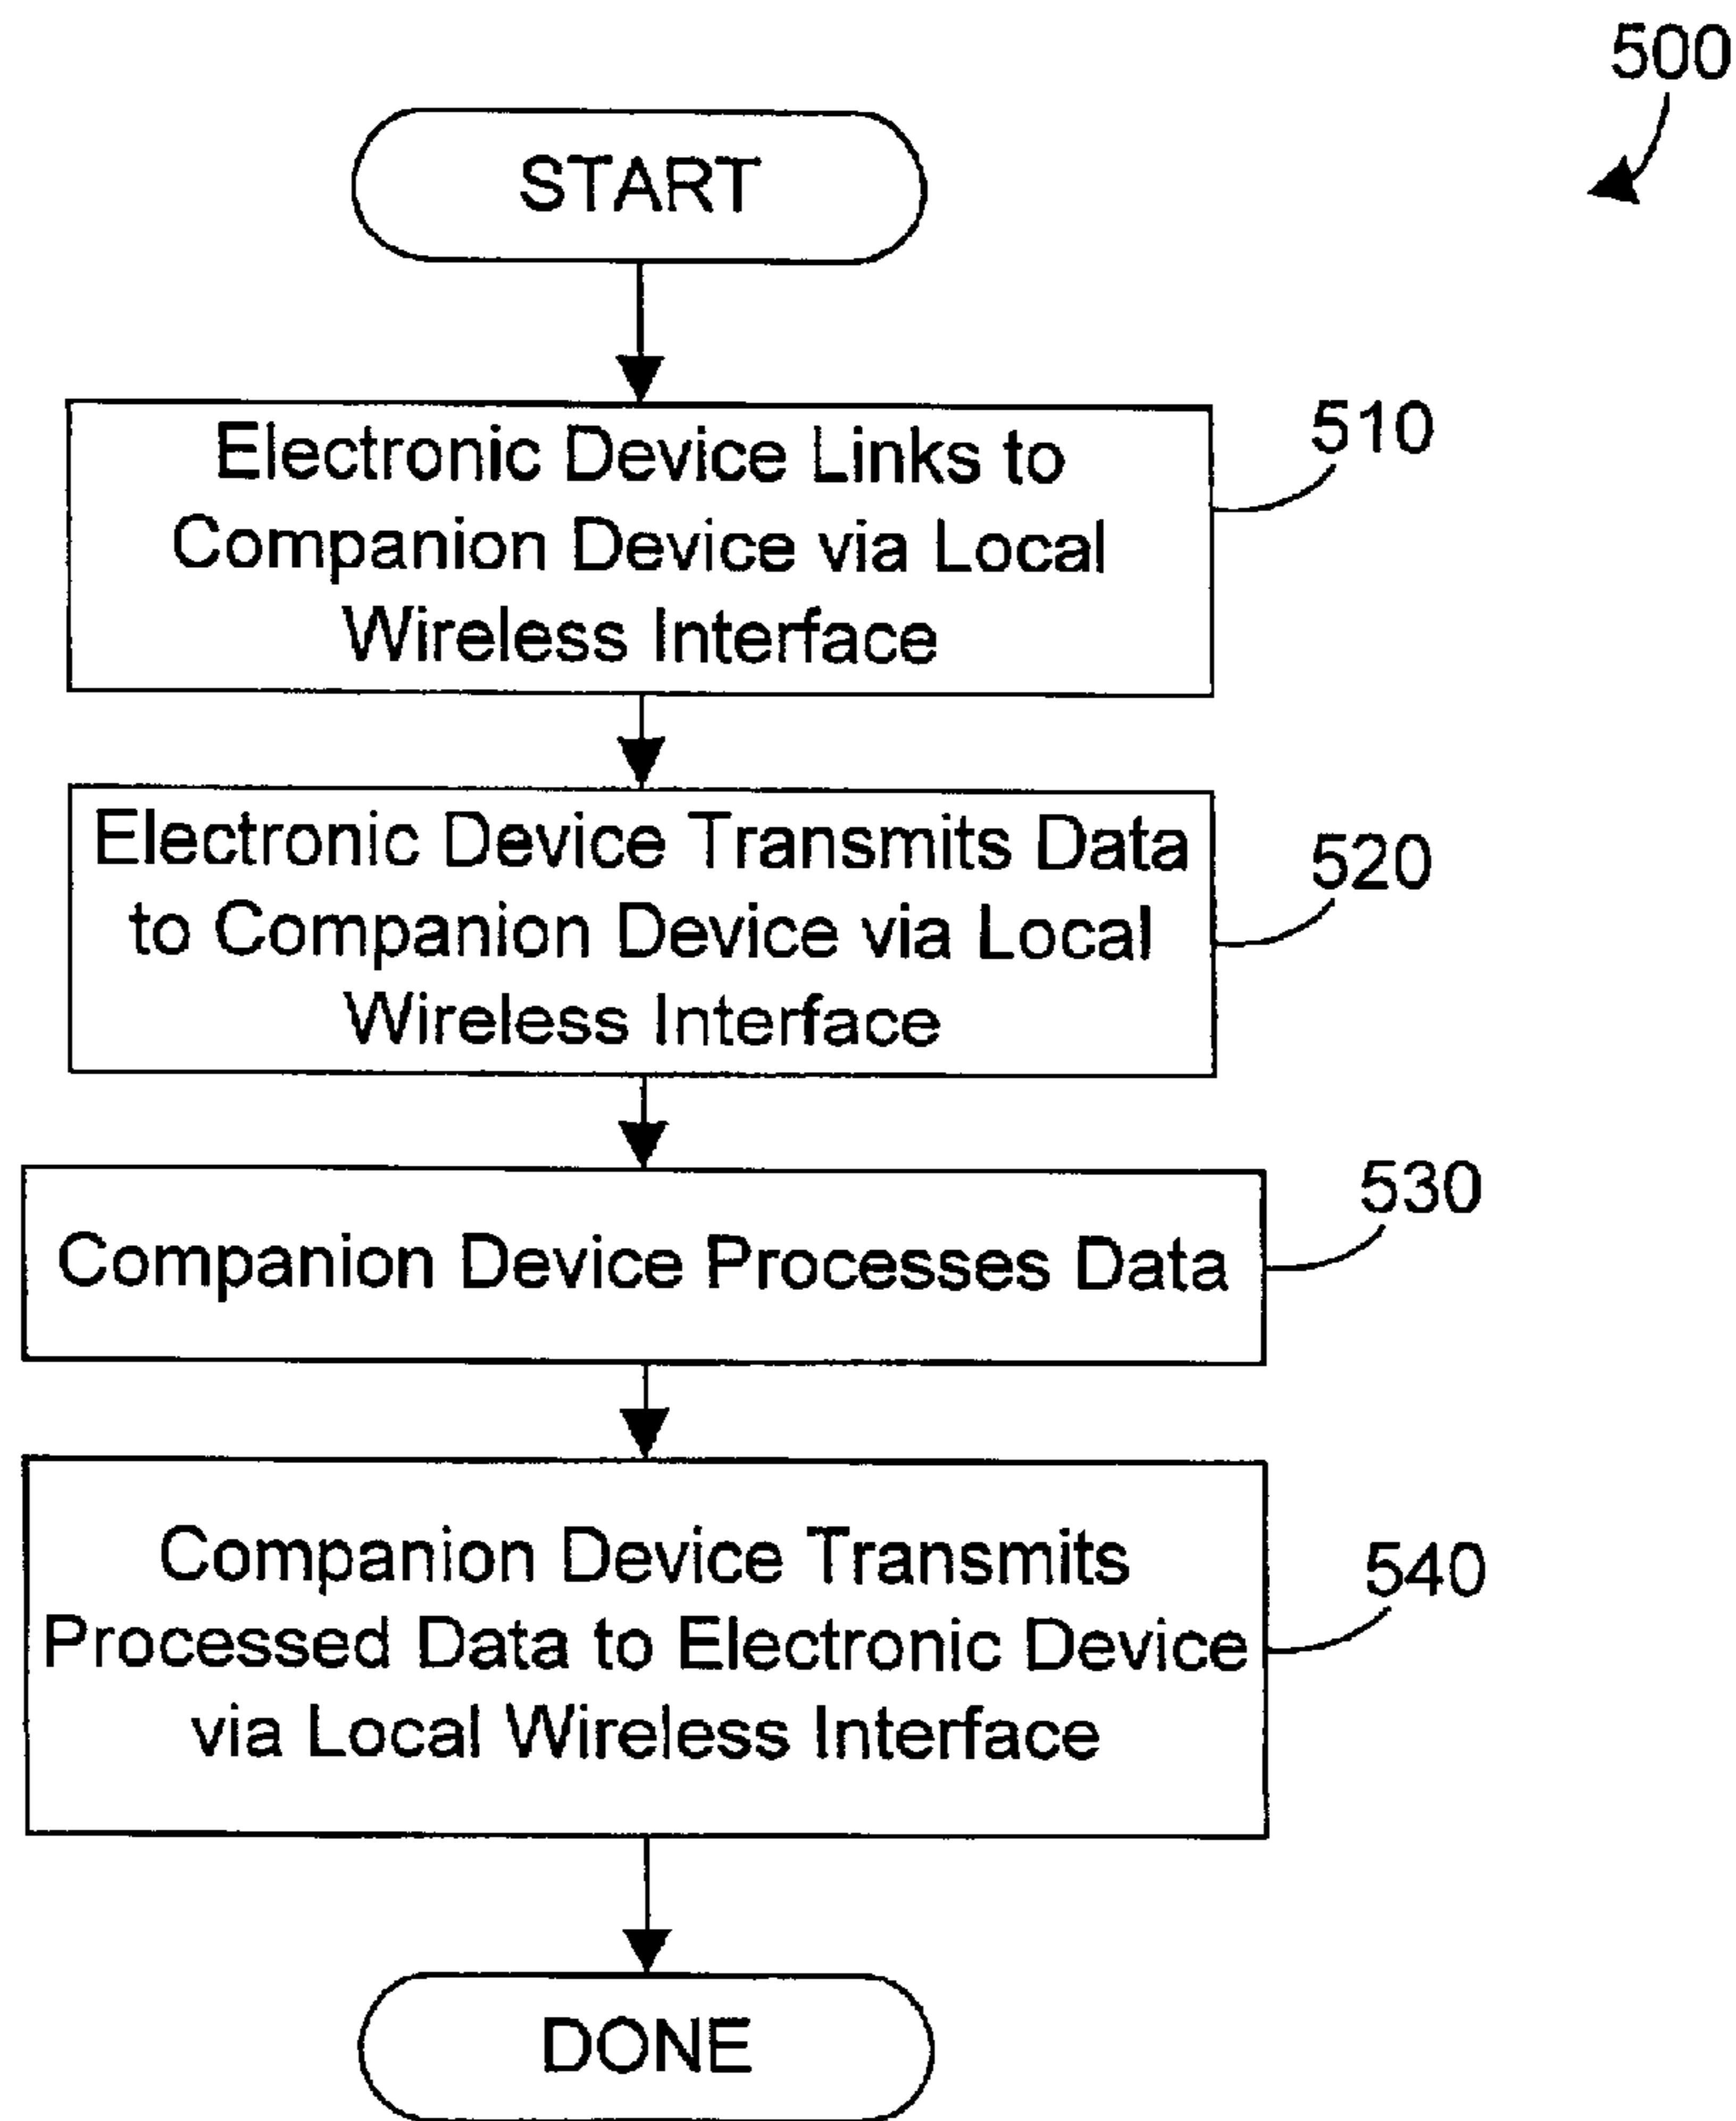 500
START
Electronic Device Links to
Companion Device via Local
Wireless Interface
510
Electronic Device Transmits Data
to Companion Device via Local
Wireless Interface
520
Companion Device Processes Data
530
Companion Device Transmits
Processed Data to Electronic Device
via Local Wireless Interface
540
DONE